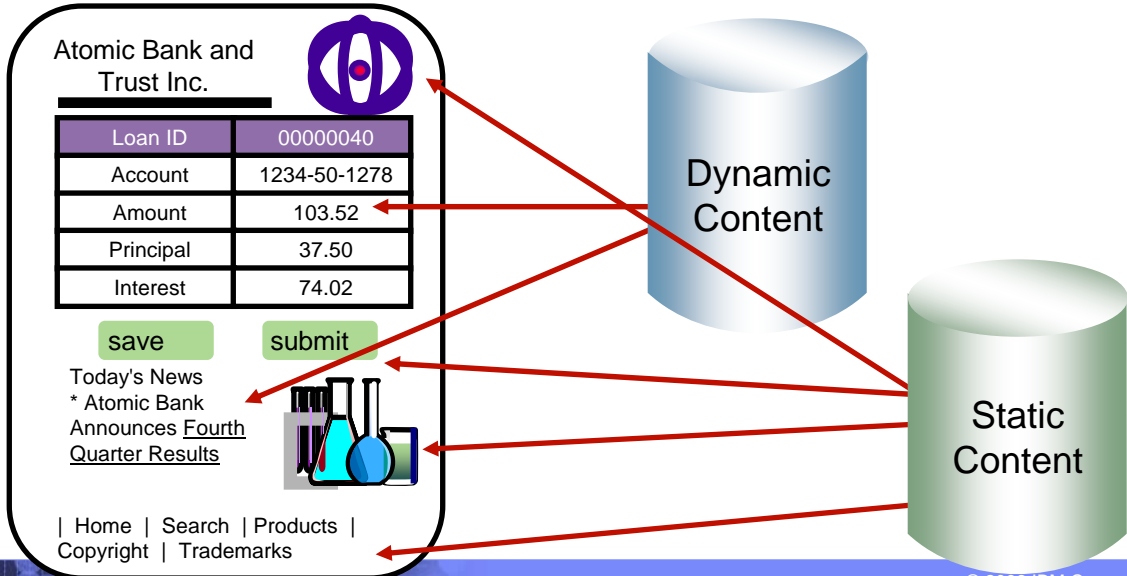 Atomic Bank and
Trust Inc.
Loan ID 00000040
Account 1234-50-1278
Amount 103.52
Principal 37.50
Interest 74.02
save submit
Today's News
* Atomic Bank
Announces Fourth
Quarter Results
| Home | Search | Products |
Copyright | Trademarks
Dynamic
Content
Static
Content